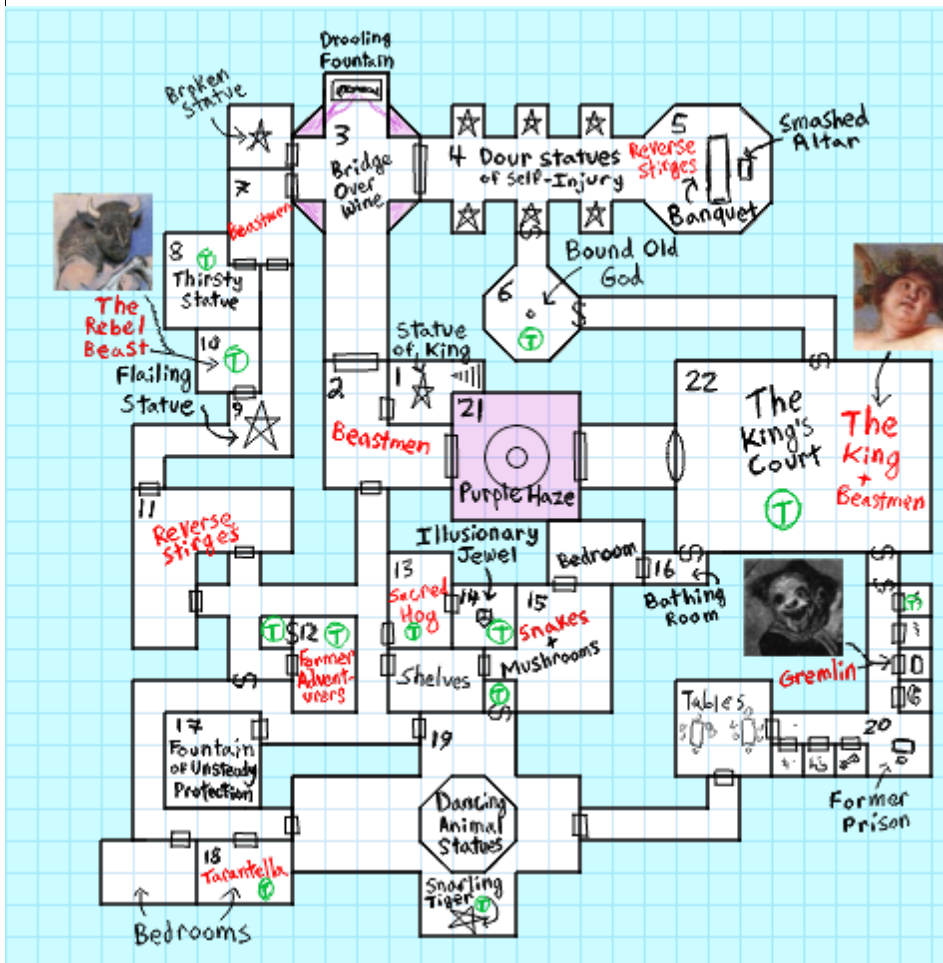 Drooling
Fountain
Broken
Statue
3
Bridge
Over
Wine
4 Dour statues
of Self-Injury
5
Reverse
Stirges
Banquet
Smashed
Altar
7
Beastmen
8
T
Thirsty
Statue
S
Bound Old
God
6
T
S
The
Rebel
Beast
10
T
Flailing
Statue
9
Statue
of King
1
2
Beastmen
21
Purple Haze
S
22
The
King's
Court
T
The
King
+
Beastmen
11
Reverse
Stirges
Illusionary
Jewel
Bedroom
S
16
Bathing
Room
S
S
13
Sacred
Hog
T
14
T
15
Snakes
+
Mushrooms
T
S
12
T
Former
Advent-
urers
S
Shelves
T
S
T
Gremlin
Tables
20
Former
Prison
17
Fountain
of Unsteady
Protection
19
Dancing
Animal
Statues
18
Tarantella
T
Snarling
Tiger
T
Bedrooms